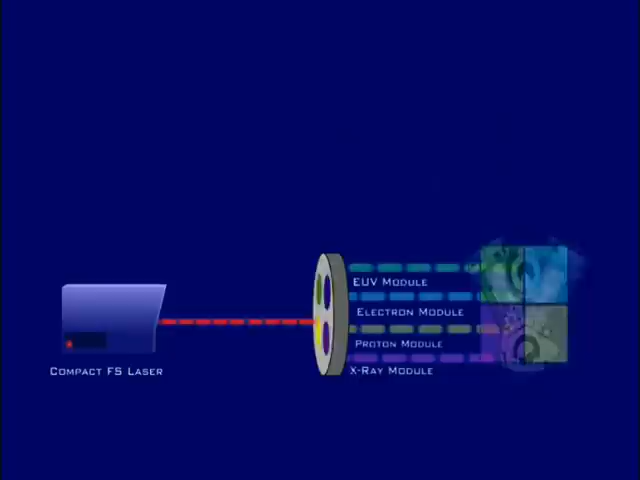 EUV Module
Electron Module
Proton Module
X-Ray Module
Compact FS Laser